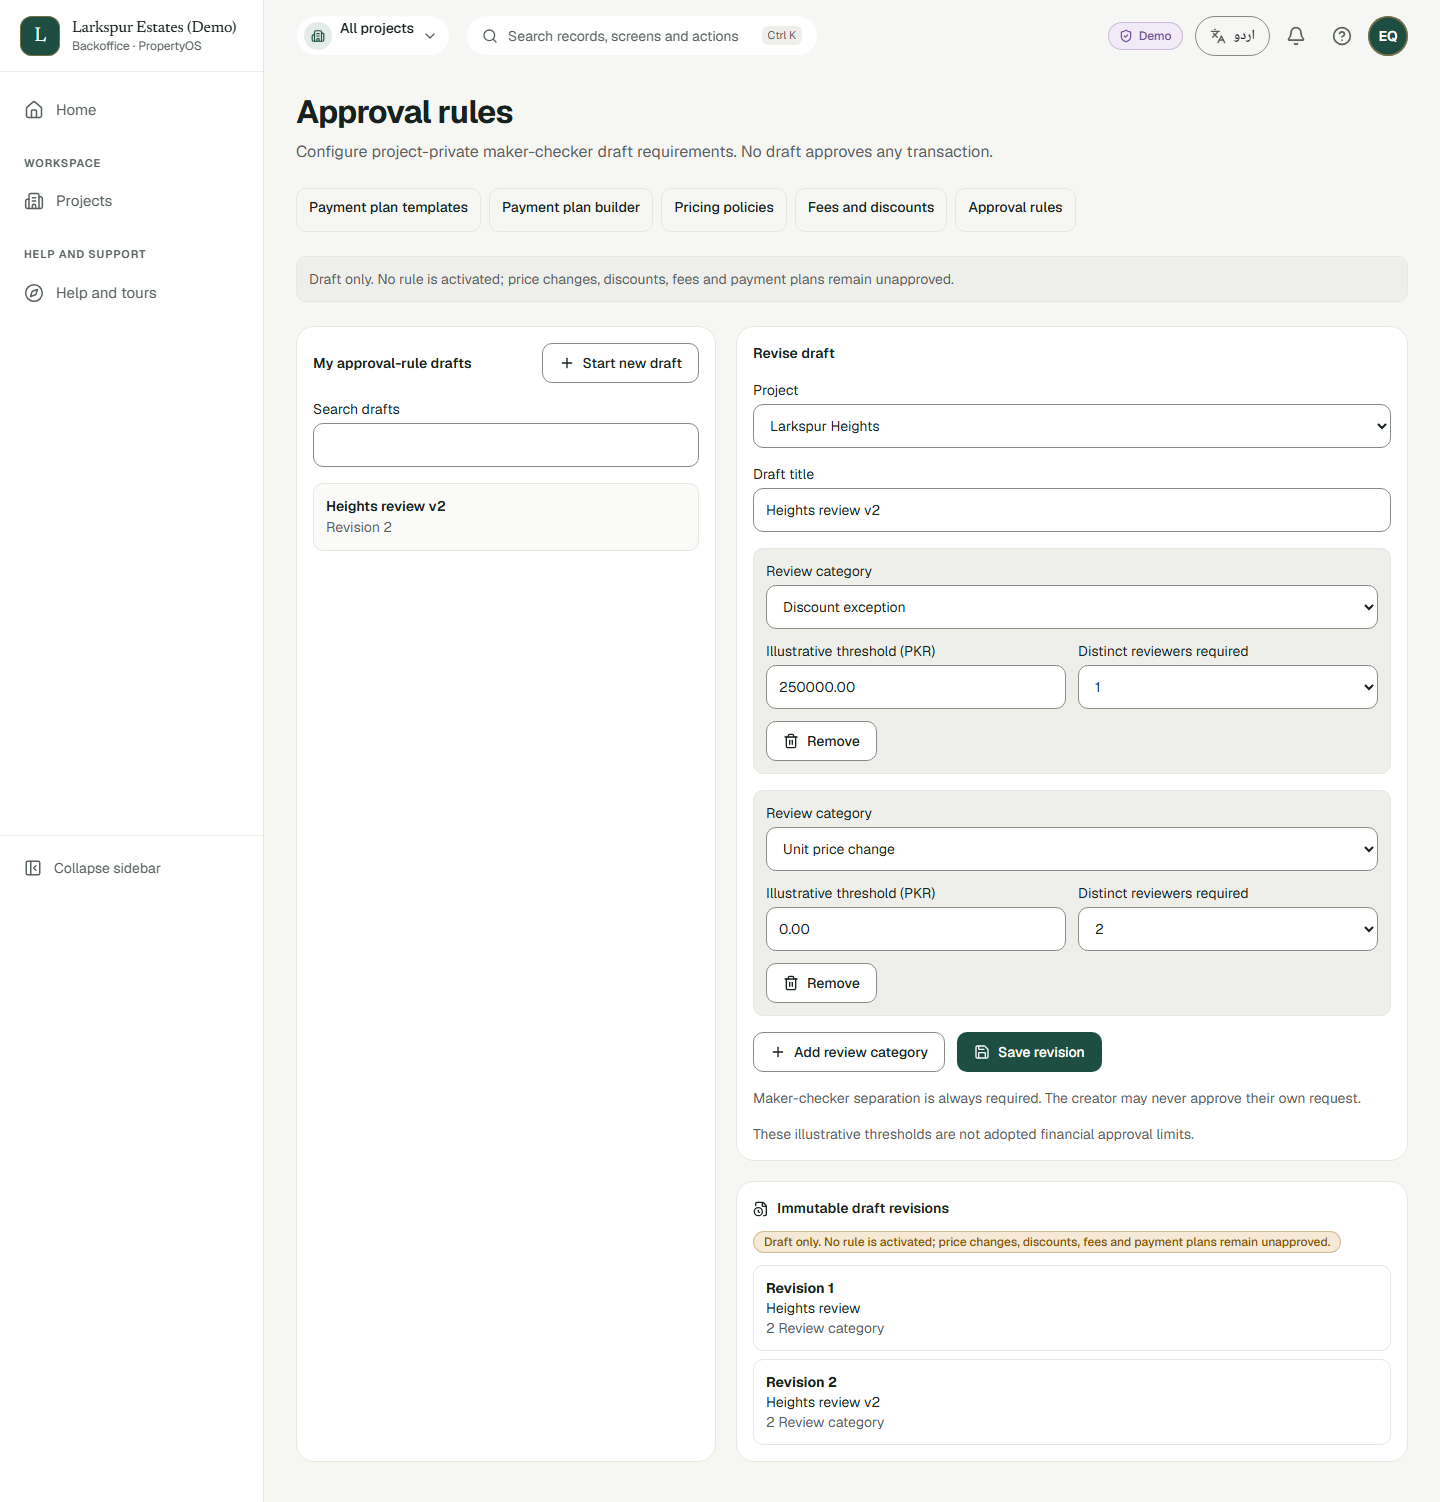 L
Larkspur Estates (Demo)
Backoffice · PropertyOS
All projects
Search records, screens and actions
Ctrl K
Demo
اردو
EQ
Home
WORKSPACE
Projects
HELP AND SUPPORT
Help and tours
Collapse sidebar
Approval rules
Configure project-private maker-checker draft requirements. No draft approves any transaction.
Payment plan templates
Payment plan builder
Pricing policies
Fees and discounts
Approval rules
Draft only. No rule is activated; price changes, discounts, fees and payment plans remain unapproved.
My approval-rule drafts
Start new draft
Search drafts
Heights review v2
Revision 2
Revise draft
Project
Larkspur Heights
Draft title
Heights review v2
Review category
Discount exception
Illustrative threshold (PKR)
Distinct reviewers required
250000.00
1
Remove
Review category
Unit price change
Illustrative threshold (PKR)
Distinct reviewers required
0.00
2
Remove
Add review category
Save revision
Maker-checker separation is always required. The creator may never approve their own request.
These illustrative thresholds are not adopted financial approval limits.
Immutable draft revisions
Draft only. No rule is activated; price changes, discounts, fees and payment plans remain unapproved.
Revision 1
Heights review
2 Review category
Revision 2
Heights review v2
2 Review category